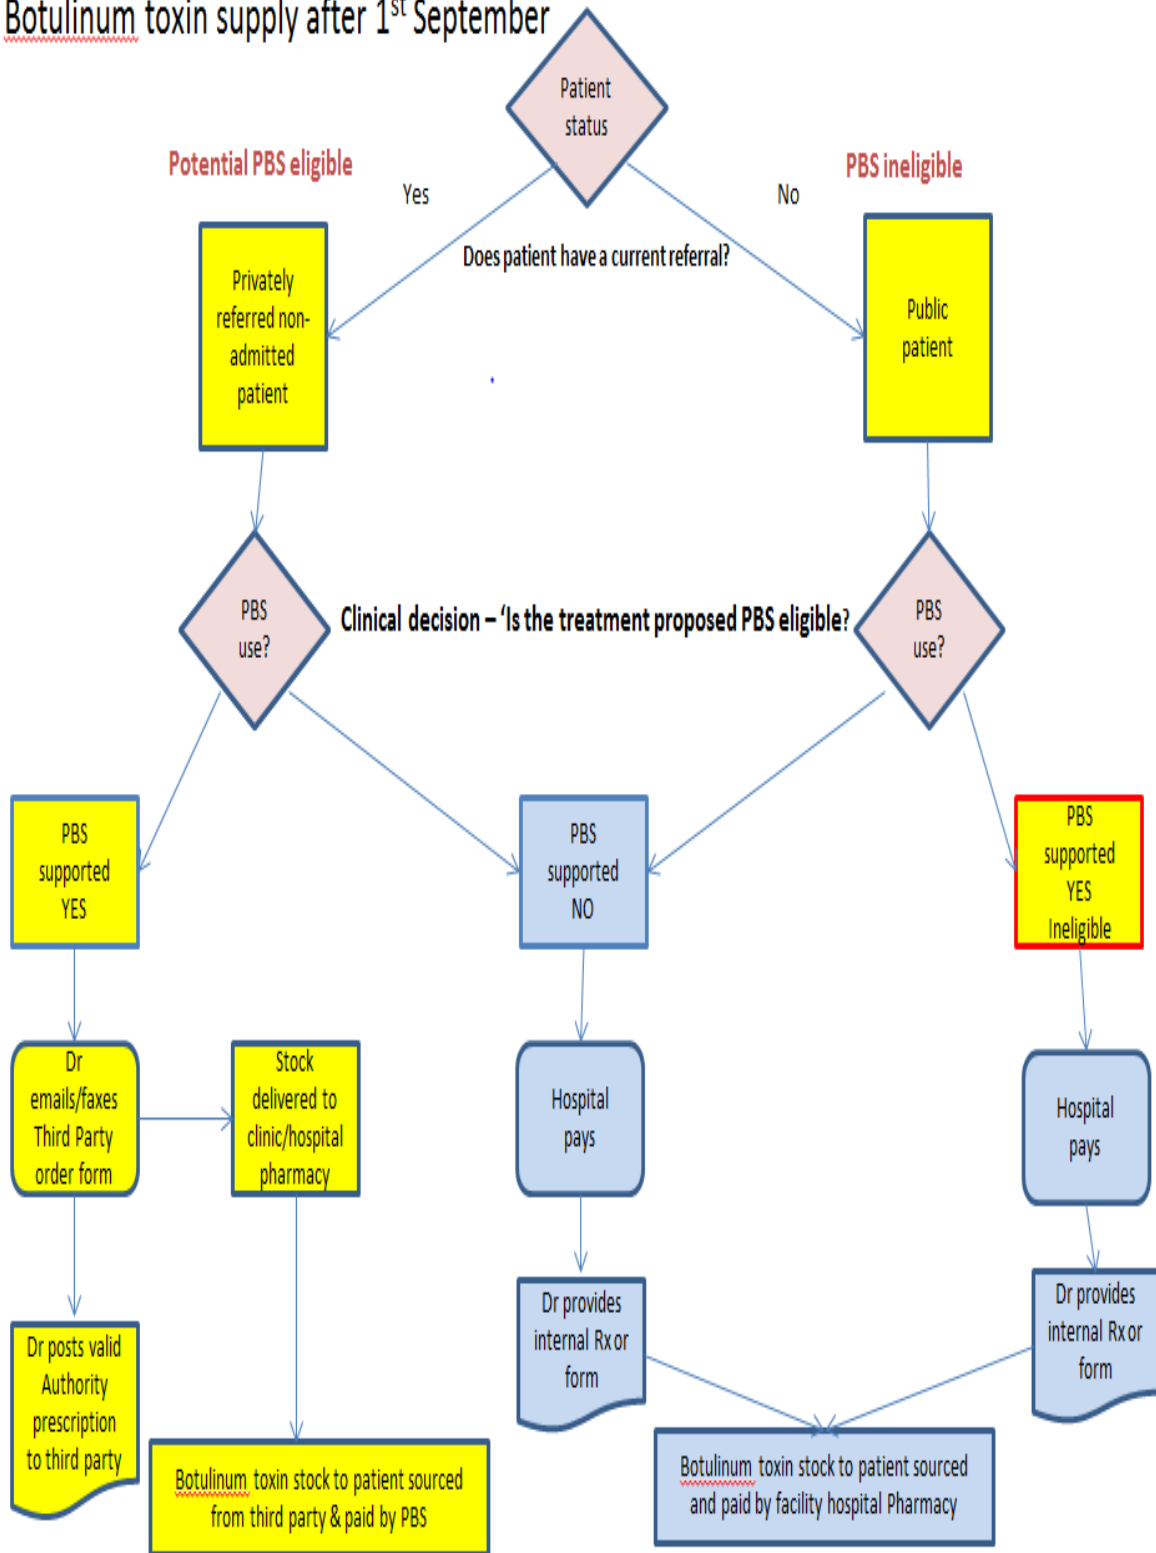 Botulinum toxin supply after 1st September
Patient
status
Potential PBS eligible
PBS ineligible
Yes
No
Does patient have a current referral?
Privately
referred non-
admitted
patient
Public
patient
PBS
use?
Clinical decision – ‘Is the treatment proposed PBS eligible?
PBS
use?
PBS
supported
YES
PBS
supported
NO
PBS
supported
YES
Ineligible
Dr
emails/faxes
Third Party
order form
Stock
delivered to
clinic/hospital
pharmacy
Hospital
pays
Hospital
pays
Dr posts valid
Authority
prescription
to third party
Dr provides
internal Rx or
form
Dr provides
internal Rx or
form
Botulinum toxin stock to patient sourced
from third party & paid by PBS
Botulinum toxin stock to patient sourced
and paid by facility hospital Pharmacy